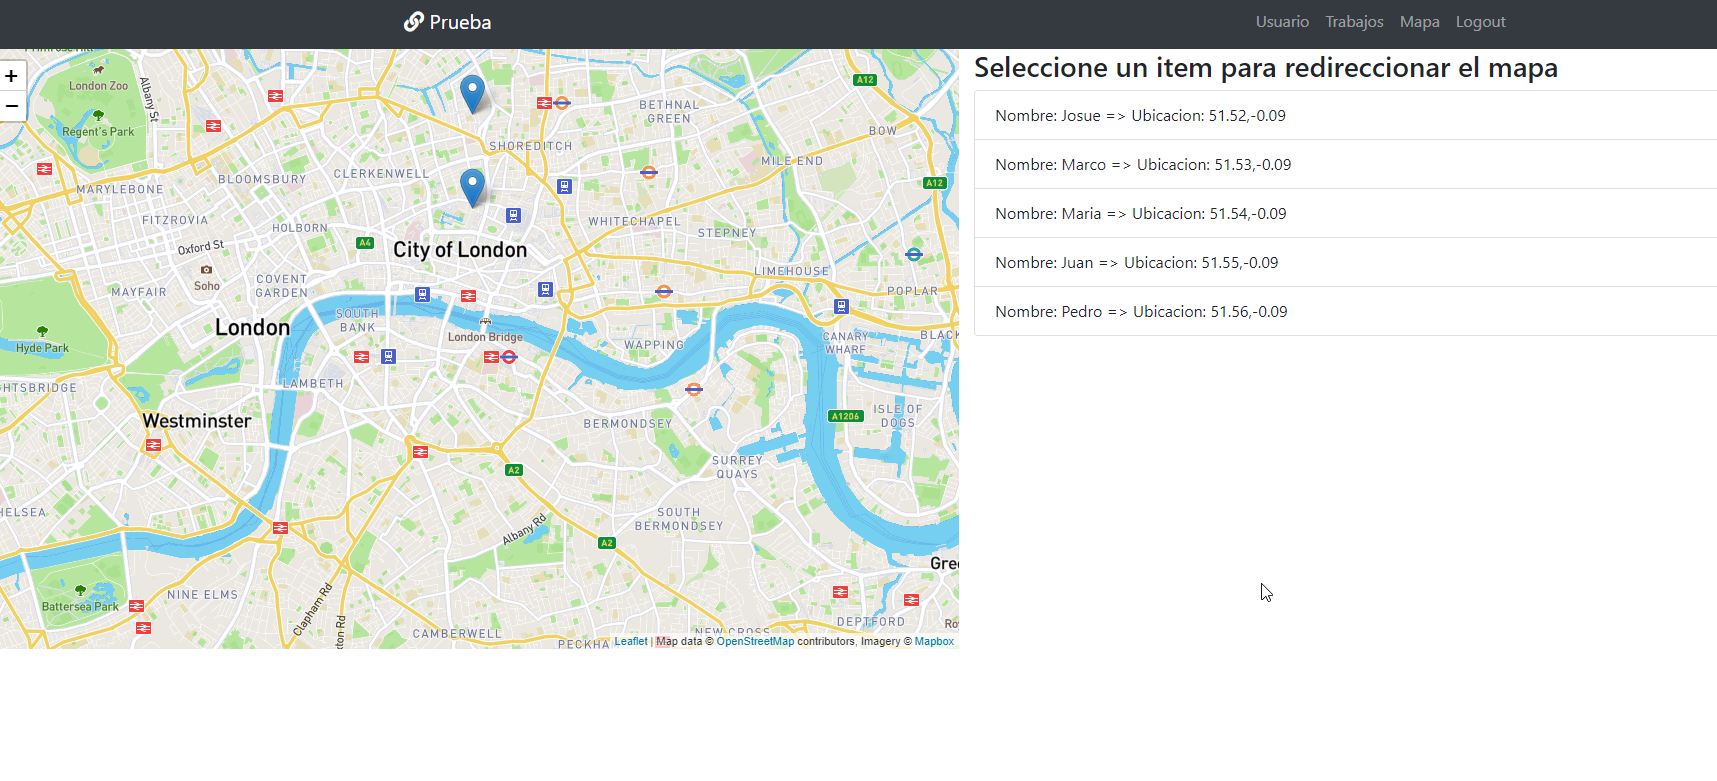 Prueba
Usuario Trabajos Mapa Logout
Seleccione un item para redireccionar el mapa
Nombre: Josue => Ubicacion: 51.52,-0.09
Nombre: Marco => Ubicacion: 51.53,-0.09
Nombre: Maria => Ubicacion: 51.54,-0.09
Nombre: Juan => Ubicacion: 51.55,-0.09
Nombre: Pedro => Ubicacion: 51.56,-0.09
+
−
London Zoo
Albany St
Regent's Park
A12
BETHNAL
GREEN
BOW
SHOREDITCH
MILE END
CLERKENWELL
BLOOMSBURY
MARYLEBONE
A12
FITZROVIA
HOLBORN
WHITECHAPEL
STEPNEY
Oxford St
A4
City of London
Soho
COVENT
GARDEN
LIMEHOUSE
MAYFAIR
POPLAR
SOUTH
BANK
London
London Bridge
WAPPING
CANARY
WHARF
BLACK
Hyde Park
LAMBETH
GHTSBRIDGE
Westminster
BERMONDSEY
A1206
ISLE OF
DOGS
A2
SURREY
QUAYS
HELSEA
SOUTH
BERMONDSEY
Albany Rd
A2
Gre
NINE ELMS
Battersea Park
Clapham Rd
xton Rd
CAMBERWELL
DEPTFORD
Ro
NEW CROSS
PECKHA
Leaflet | Map data © OpenStreetMap contributors, Imagery © Mapbox